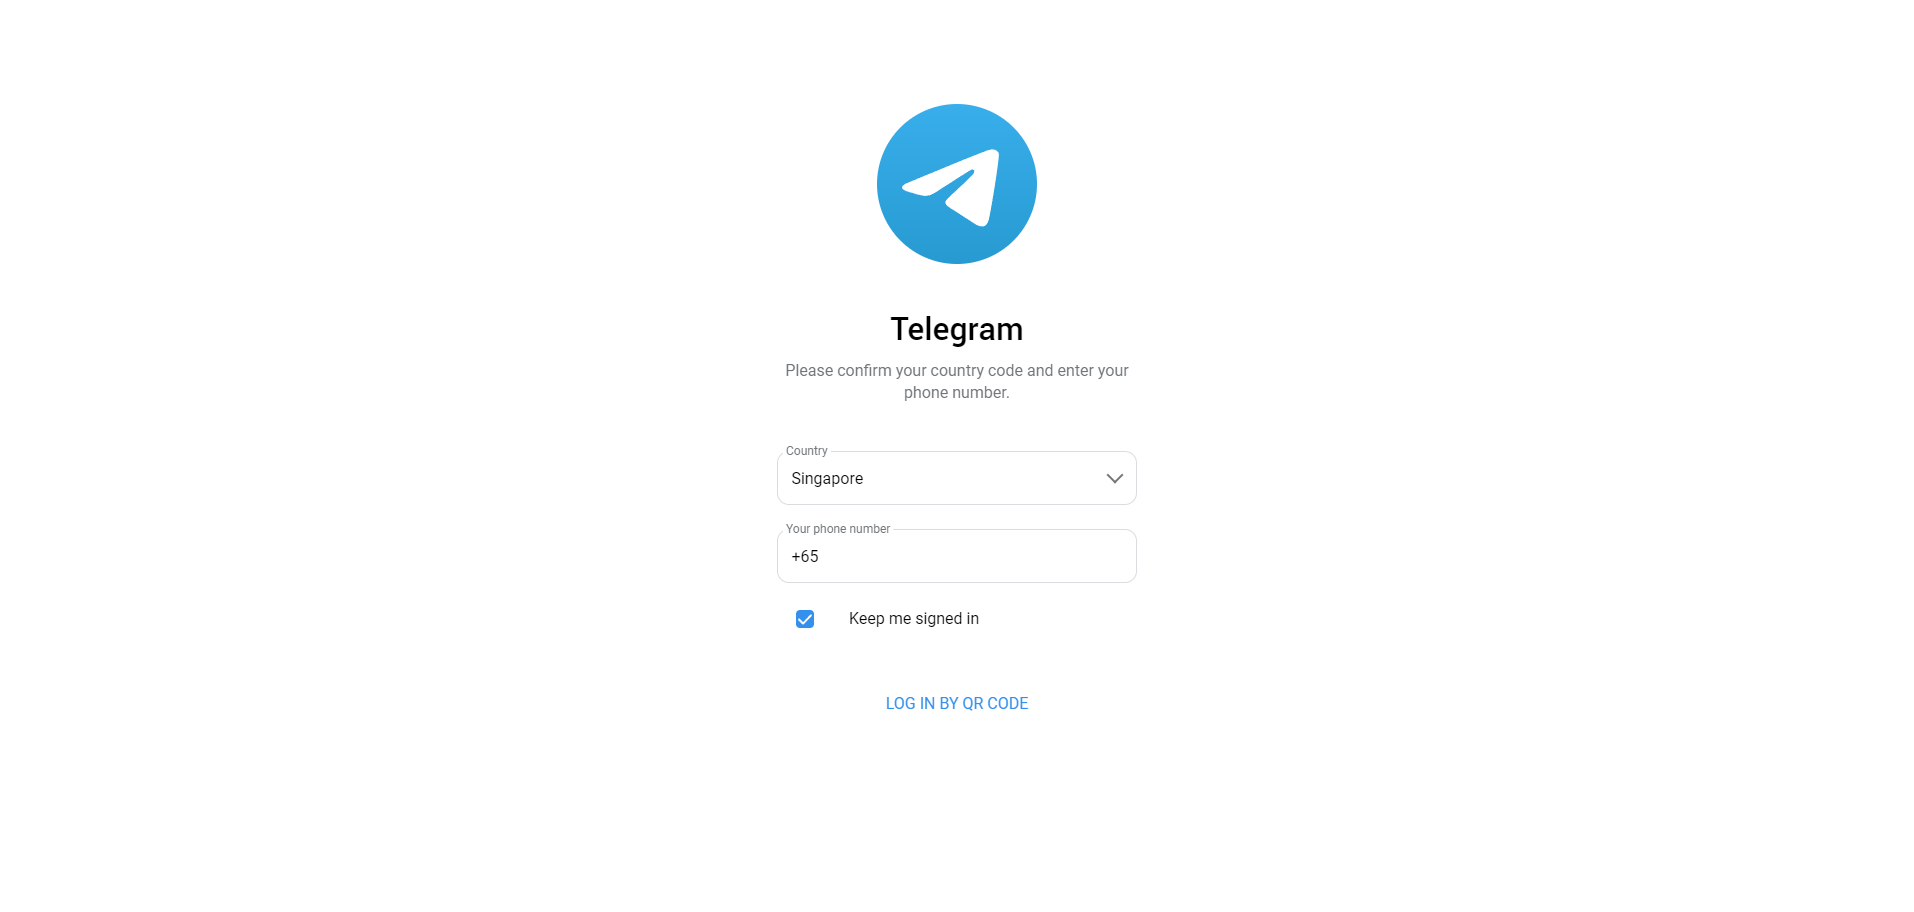 Telegram
Please confirm your country code and enter your
phone number.
Country
Singapore
Your phone number
+65
Keep me signed in
LOG IN BY QR CODE